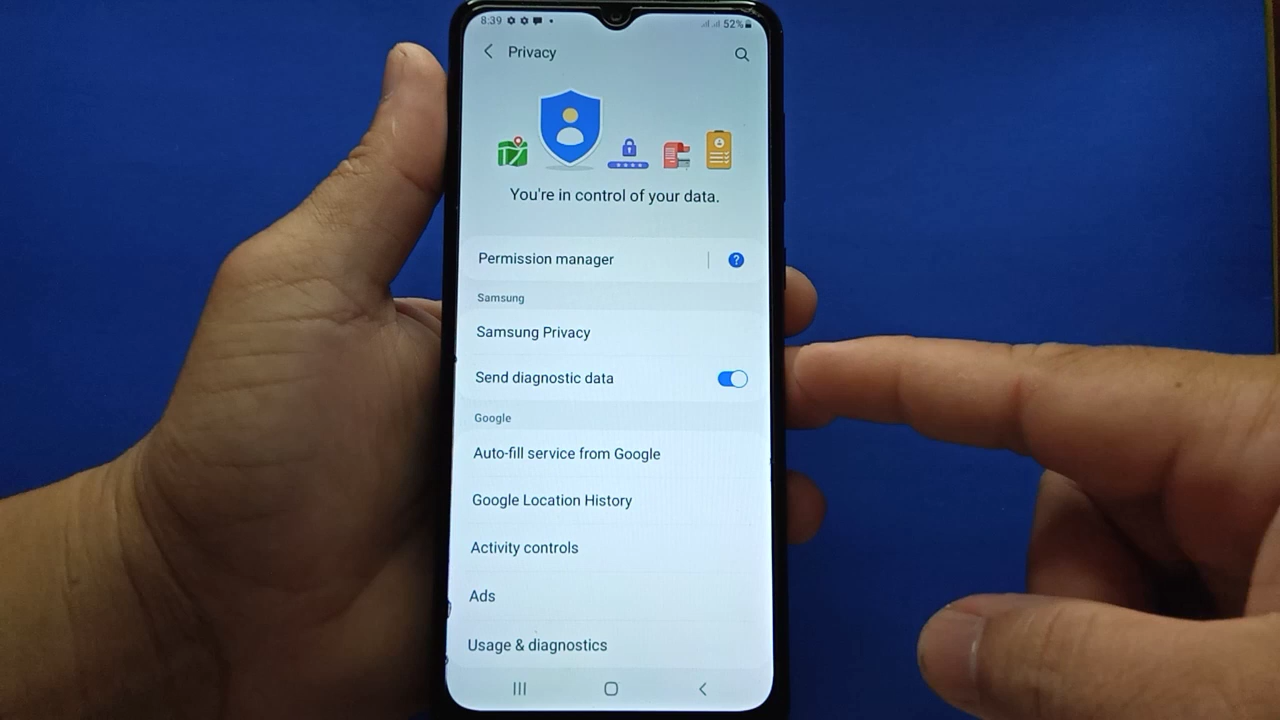 8:39
52%
Privacy
You're in control of your data.
Permission manager
?
Samsung
Samsung Privacy
Send diagnostic data
Google
Auto-fill service from Google
Google Location History
Activity controls
Ads
Usage & diagnostics